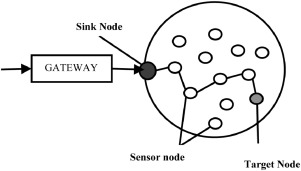 Sink Node
GATEWAY
Sensor node
Target Node